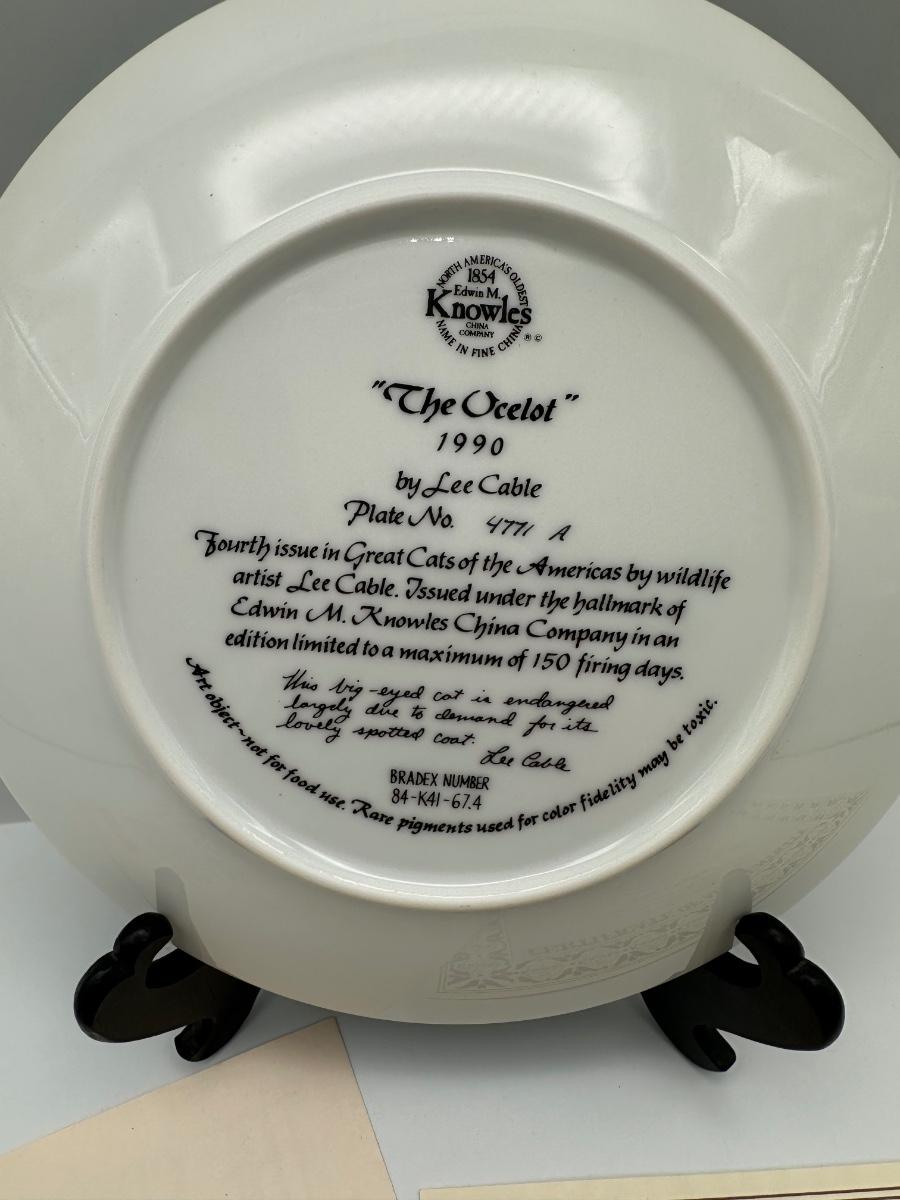 NORTH AMERICA'S OLDEST
1854
Edwin M.
Knowles
CHINA
COMPANY
NAME IN FINE CHINA
® ©
"The Ocelot"
1990
by Lee Cable
Plate No. 4771 A
Fourth issue in Great Cats of the Americas by wildlife
artist Lee Cable. Issued under the hallmark of
Edwin M. Knowles China Company in an
edition limited to a maximum of 150 firing days.
This big-eyed cat is endangered
largely due to demand for its
lovely spotted coat.
Lee Cable
BRADEX NUMBER
84-K41-67.4
Art object~not for food use. Rare pigments used for color fidelity may be toxic.